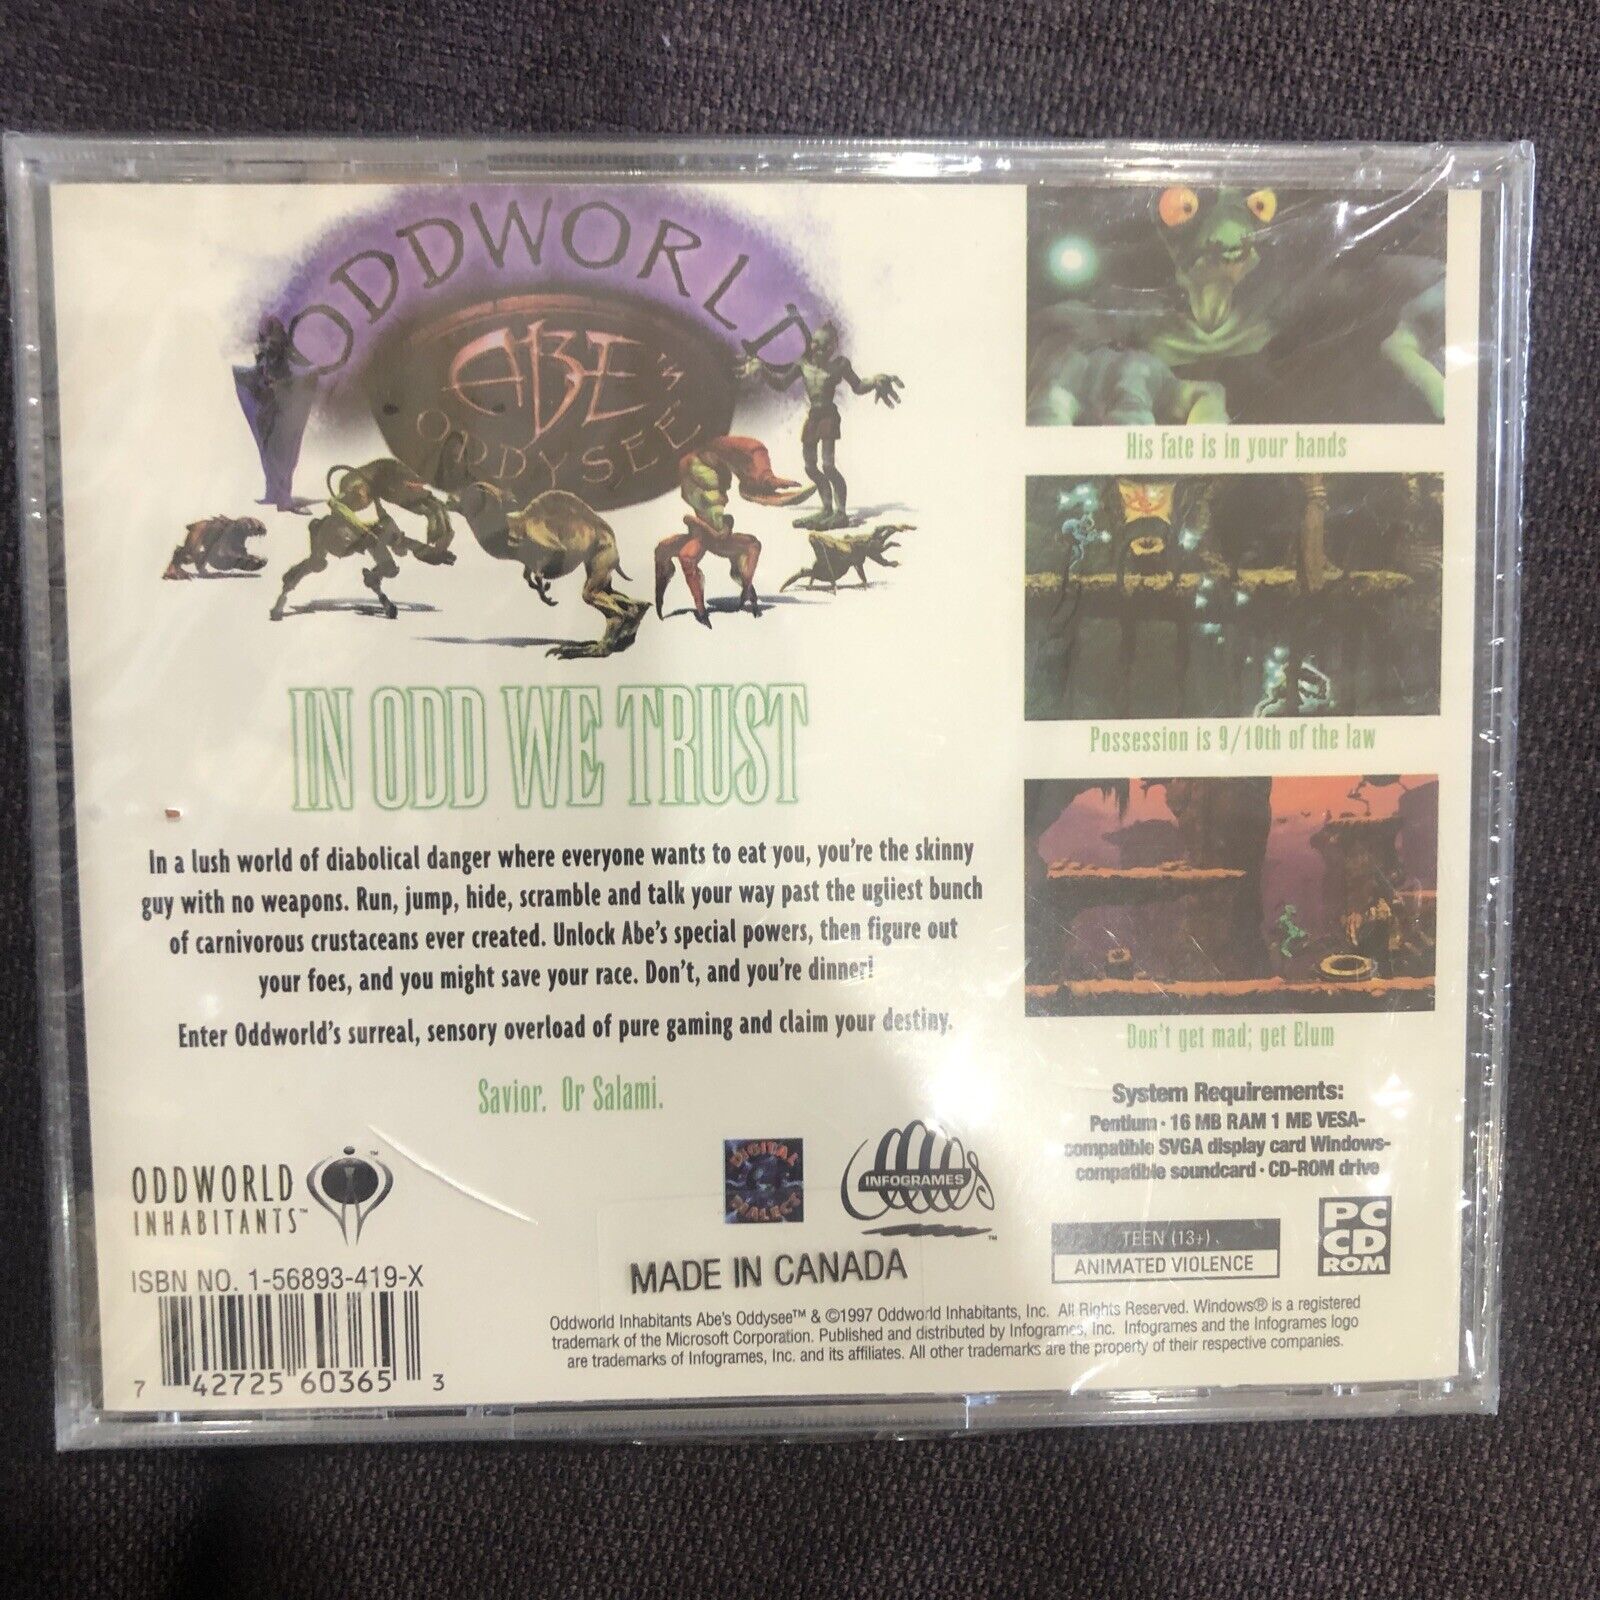 ODDWORLD
ABE'S
ODDYSEE
IN ODD WE TRUST
In a lush world of diabolical danger where everyone wants to eat you, you're the skinny
guy with no weapons. Run, jump, hide, scramble and talk your way past the ugliest bunch
of carnivorous crustaceans ever created. Unlock Abe's special powers, then figure out
your foes, and you might save your race. Don't, and you're dinner!
Enter Oddworld's surreal, sensory overload of pure gaming and claim your destiny.
Savior. Or Salami.
His fate is in your hands
Possession is 9/10th of the law
Don't get mad; get Elum
System Requirements:
Pentium · 16 MB RAM 1 MB VESA-
compatible SVGA display card Windows-
compatible soundcard · CD-ROM drive
ODDWORLD
INHABITANTS™
DIGITAL
DIALECT
INFOGRAMES
™
TEEN (13+)
ANIMATED VIOLENCE
PC
CD
ROM
MADE IN CANADA
ISBN NO. 1-56893-419-X
7 42725 60365 3
Oddworld Inhabitants Abe's Oddysee™ & ©1997 Oddworld Inhabitants, Inc. All Rights Reserved. Windows® is a registered
trademark of the Microsoft Corporation. Published and distributed by Infogrames, Inc. Infogrames and the Infogrames logo
are trademarks of Infogrames, Inc. and its affiliates. All other trademarks are the property of their respective companies.